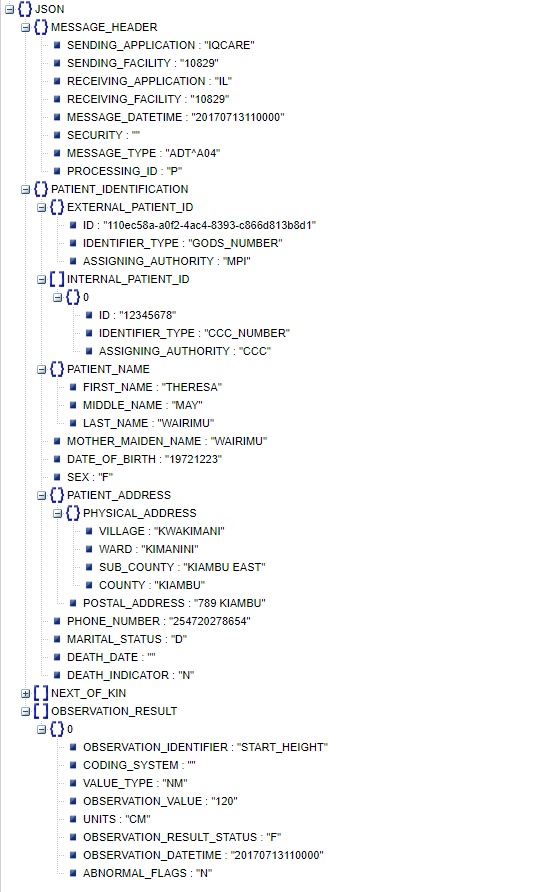 JSON
MESSAGE_HEADER
SENDING_APPLICATION : "IQCARE"
SENDING_FACILITY : "10829"
RECEIVING_APPLICATION : "IL"
RECEIVING_FACILITY : "10829"
MESSAGE_DATETIME : "20170713110000"
SECURITY : ""
MESSAGE_TYPE : "ADT^A04"
PROCESSING_ID : "P"
PATIENT_IDENTIFICATION
EXTERNAL_PATIENT_ID
ID : "110ec58a-a0f2-4ac4-8393-c866d813b8d1"
IDENTIFIER_TYPE : "GODS_NUMBER"
ASSIGNING_AUTHORITY : "MPI"
INTERNAL_PATIENT_ID
0
ID : "12345678"
IDENTIFIER_TYPE : "CCC_NUMBER"
ASSIGNING_AUTHORITY : "CCC"
PATIENT_NAME
FIRST_NAME : "THERESA"
MIDDLE_NAME : "MAY"
LAST_NAME : "WAIRIMU"
MOTHER_MAIDEN_NAME : "WAIRIMU"
DATE_OF_BIRTH : "19721223"
SEX : "F"
PATIENT_ADDRESS
PHYSICAL_ADDRESS
VILLAGE : "KWAKIMANI"
WARD : "KIMANINI"
SUB_COUNTY : "KIAMBU EAST"
COUNTY : "KIAMBU"
POSTAL_ADDRESS : "789 KIAMBU"
PHONE_NUMBER : "254720278654"
MARITAL_STATUS : "D"
DEATH_DATE : ""
DEATH_INDICATOR : "N"
NEXT_OF_KIN
OBSERVATION_RESULT
0
OBSERVATION_IDENTIFIER : "START_HEIGHT"
CODING_SYSTEM : ""
VALUE_TYPE : "NM"
OBSERVATION_VALUE : "120"
UNITS : "CM"
OBSERVATION_RESULT_STATUS : "F"
OBSERVATION_DATETIME : "20170713110000"
ABNORMAL_FLAGS : "N"